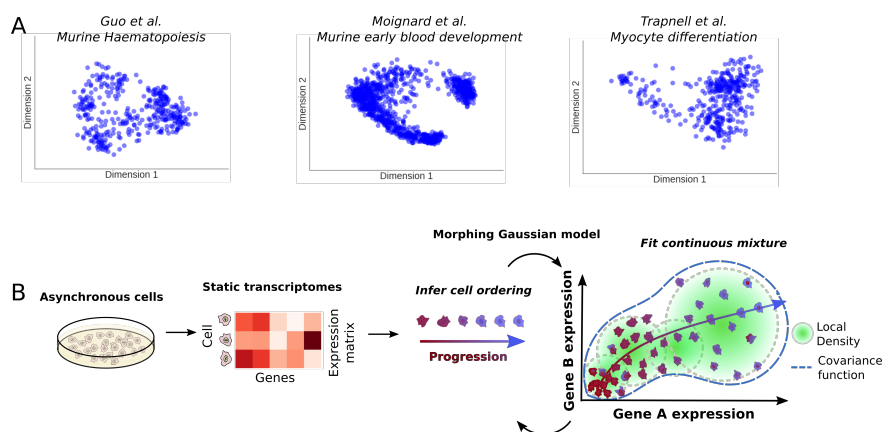 A
Guo et al.
Murine Haematopoiesis
Dimension 2
Dimension 1
Moignard et al.
Murine early blood development
Dimension 2
Dimension 1
Trapnell et al.
Myocyte differentiation
Dimension 2
Dimension 1
B
Asynchronous cells
Static transcriptomes
Cell
Genes
Expression
matrix
Morphing Gaussian model
Infer cell ordering
Progression
Fit continuous mixture
Gene B expression
Gene A expression
Local
Density
Covariance
function